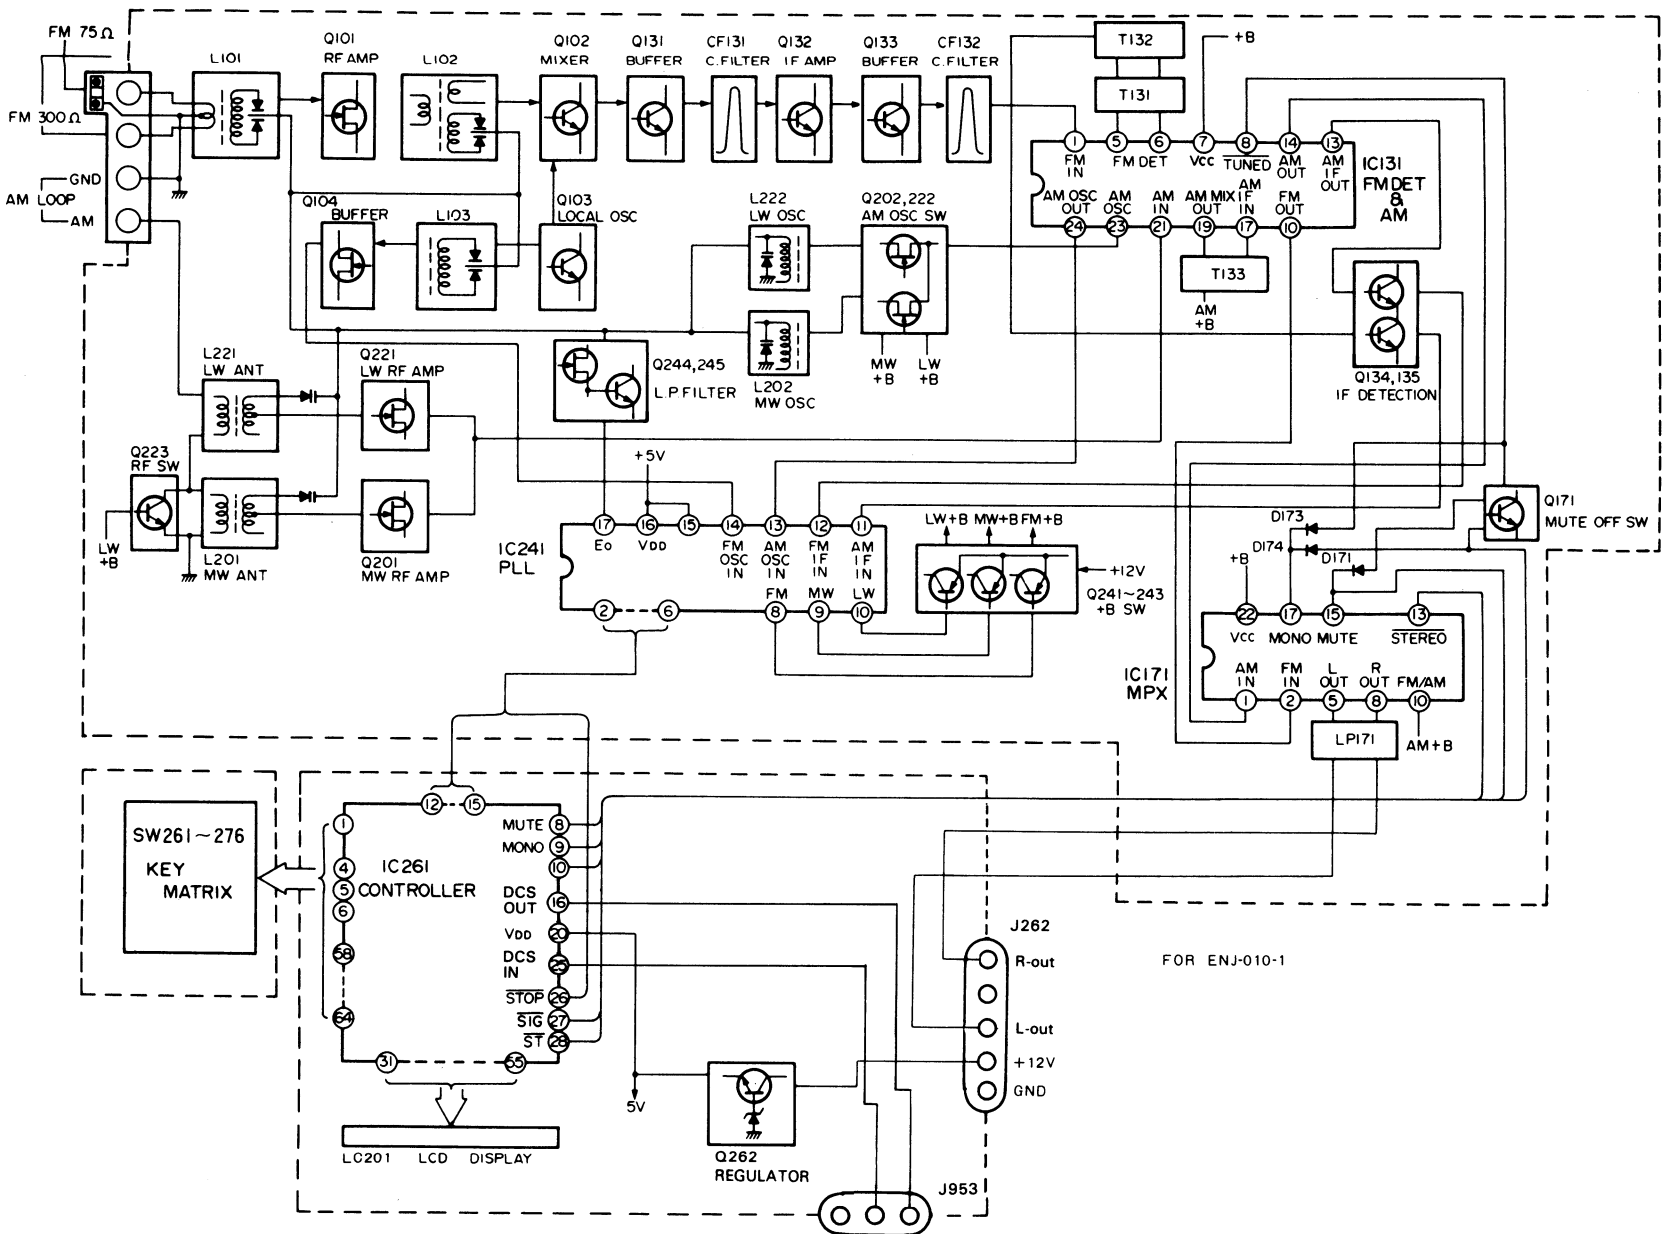 FM 75Ω
FM 300Ω
GND
AM LOOP
AM
L101
Q101
RF AMP
L102
Q102
MIXER
Q131
BUFFER
CF131
C.FILTER
Q132
IF AMP
Q133
BUFFER
CF132
C.FILTER
T132
T131
+B
1 5 6 7 8 14 13
FM IN
FM DET
VCC
TUNED
AM OUT
AM IF OUT
IC131
FM DET
&
AM
AM OSC OUT
AM OSC
AM IN
AM MIX OUT
AM IF IN
FM OUT
24 23 21 19 17 10
T133
AM
+B
Q104
BUFFER
L103
Q103
LOCAL OSC
L222
LW OSC
Q202,222
AM OSC SW
MW
+B
LW
+B
L202
MW OSC
Q244,245
L.P.FILTER
Q134,135
IF DETECTION
L221
LW ANT
Q221
LW RF AMP
Q223
RF SW
LW
+B
L201
MW ANT
Q201
MW RF AMP
+5V
17 16 15 14 13 12 11
IC241
PLL
Eo
VDD
FM OSC IN
AM OSC IN
FM IF IN
AM IF IN
FM MW LW
2 6 8 9 10
LW+B MW+B FM+B
+12V
Q241~243
+B SW
D173
D174
D171
Q171
MUTE OFF SW
+B
22 17 15 13
VCC MONO MUTE STEREO
IC171
MPX
AM IN
FM IN
L OUT
R OUT
FM/AM
1 2 5 8 10
LP171
AM+B
SW261~276
KEY
MATRIX
12 15
1
4
5
6
58
64
IC261
CONTROLLER
MUTE 8
MONO 9
10
DCS OUT 16
VDD 20
DCS IN 25
STOP 26
SIG 27
ST 28
31 55
LC201 LCD DISPLAY
5V
Q262
REGULATOR
J262
R-out
L-out
+12V
GND
J953
FOR ENJ-010-1